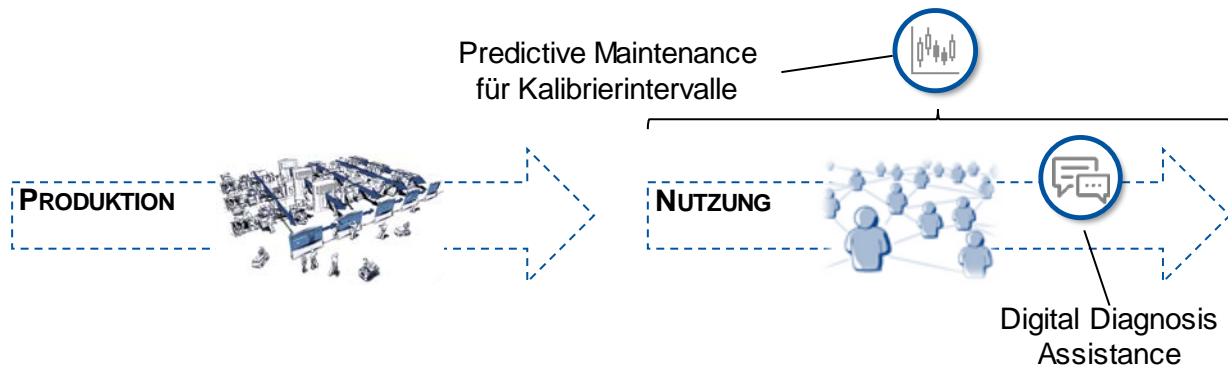 Predictive Maintenance
für Kalibrierintervalle
PRODUKTION
NUTZUNG
Digital Diagnosis
Assistance